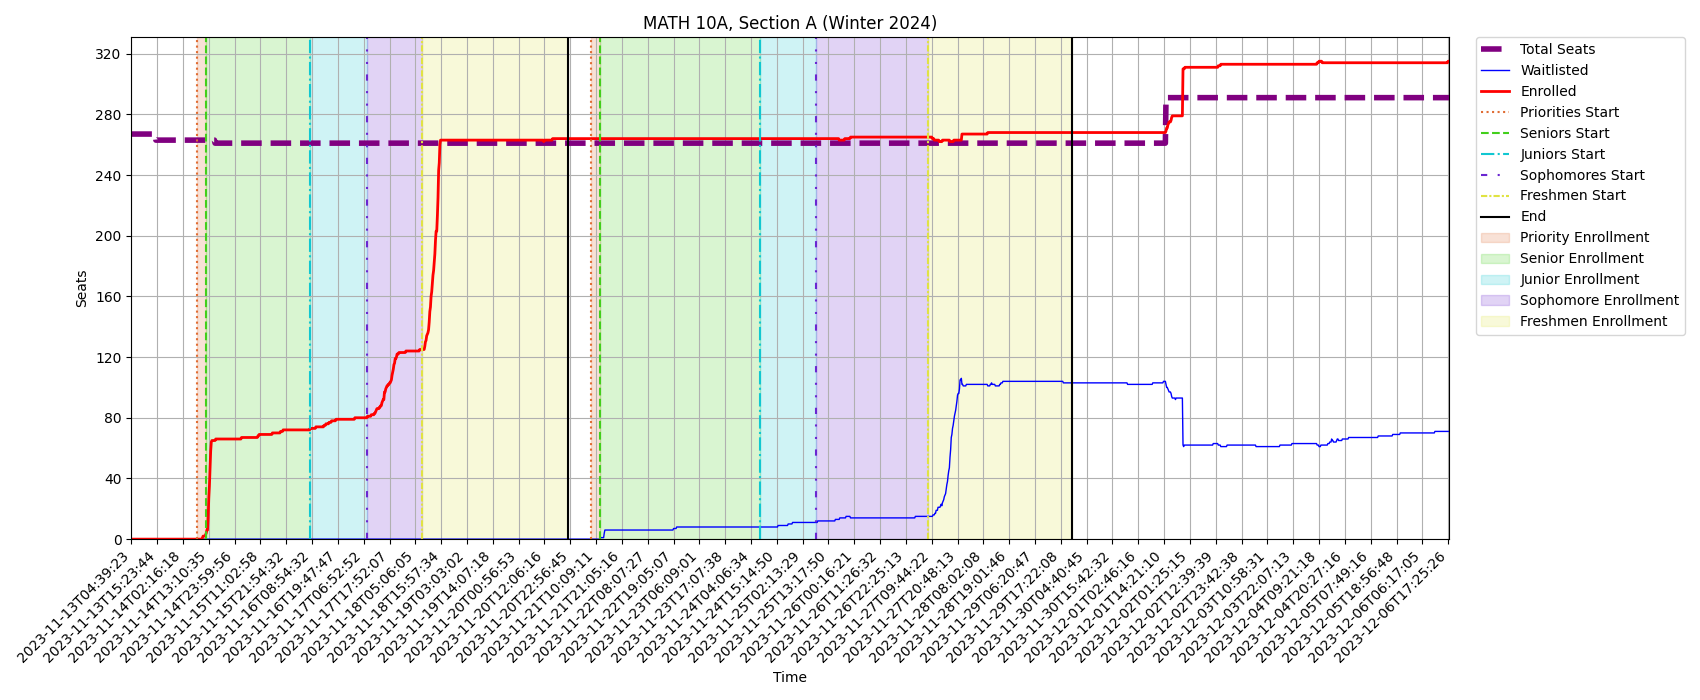 MATH 10A, Section A (Winter 2024)
320
280
240
200
160
120
80
40
0
Seats
2023-11-13T04:39:23
2023-11-13T15:23:44
2023-11-14T02:16:18
2023-11-14T13:10:35
2023-11-14T23:59:56
2023-11-15T11:02:58
2023-11-15T21:54:32
2023-11-16T08:54:32
2023-11-16T19:47:47
2023-11-17T06:52:52
2023-11-17T17:52:07
2023-11-18T05:06:05
2023-11-18T15:57:34
2023-11-19T03:03:02
2023-11-19T14:07:18
2023-11-20T00:56:53
2023-11-20T12:06:16
2023-11-20T22:56:45
2023-11-21T10:09:11
2023-11-21T21:05:16
2023-11-22T08:07:27
2023-11-22T19:05:07
2023-11-23T06:09:01
2023-11-23T17:07:38
2023-11-24T04:06:34
2023-11-24T15:14:50
2023-11-25T02:13:29
2023-11-25T13:17:50
2023-11-26T00:16:21
2023-11-26T11:26:32
2023-11-26T22:25:13
2023-11-27T09:44:22
2023-11-27T20:48:13
2023-11-28T08:02:08
2023-11-28T19:01:46
2023-11-29T06:20:47
2023-11-29T17:22:08
2023-11-30T04:40:45
2023-11-30T15:42:32
2023-12-01T02:46:16
2023-12-01T14:21:10
2023-12-02T01:25:15
2023-12-02T12:39:39
2023-12-02T23:42:38
2023-12-03T10:58:31
2023-12-03T22:07:13
2023-12-04T09:21:18
2023-12-04T20:27:16
2023-12-05T07:49:16
2023-12-05T18:56:48
2023-12-06T06:17:05
2023-12-06T17:25:26
Time
Total Seats
Waitlisted
Enrolled
Priorities Start
Seniors Start
Juniors Start
Sophomores Start
Freshmen Start
End
Priority Enrollment
Senior Enrollment
Junior Enrollment
Sophomore Enrollment
Freshmen Enrollment